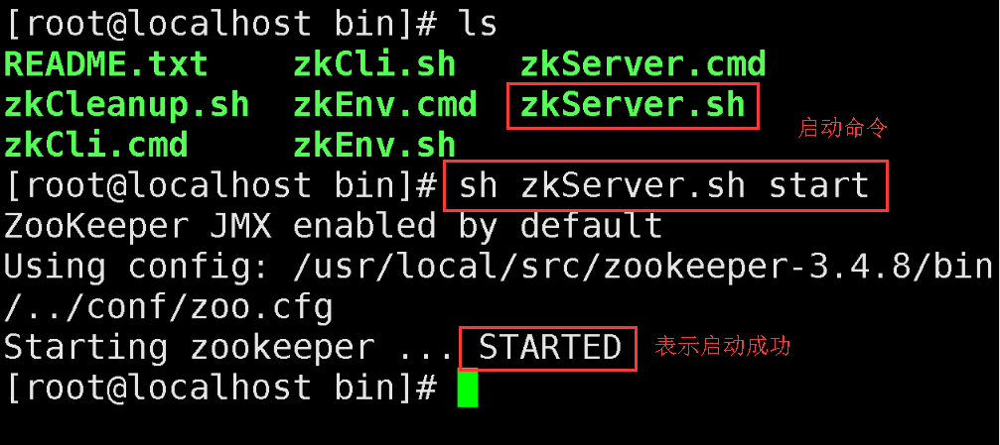 [root@localhost bin]# ls
README.txt zkCli.sh zkServer.cmd
zkCleanup.sh zkEnv.cmd zkServer.sh
启动命令
zkCli.cmd zkEnv.sh
[root@localhost bin]# sh zkServer.sh start
ZooKeeper JMX enabled by default
Using config: /usr/local/src/zookeeper-3.4.8/bin
/../conf/zoo.cfg
Starting zookeeper ... STARTED 表示启动成功
[root@localhost bin]#